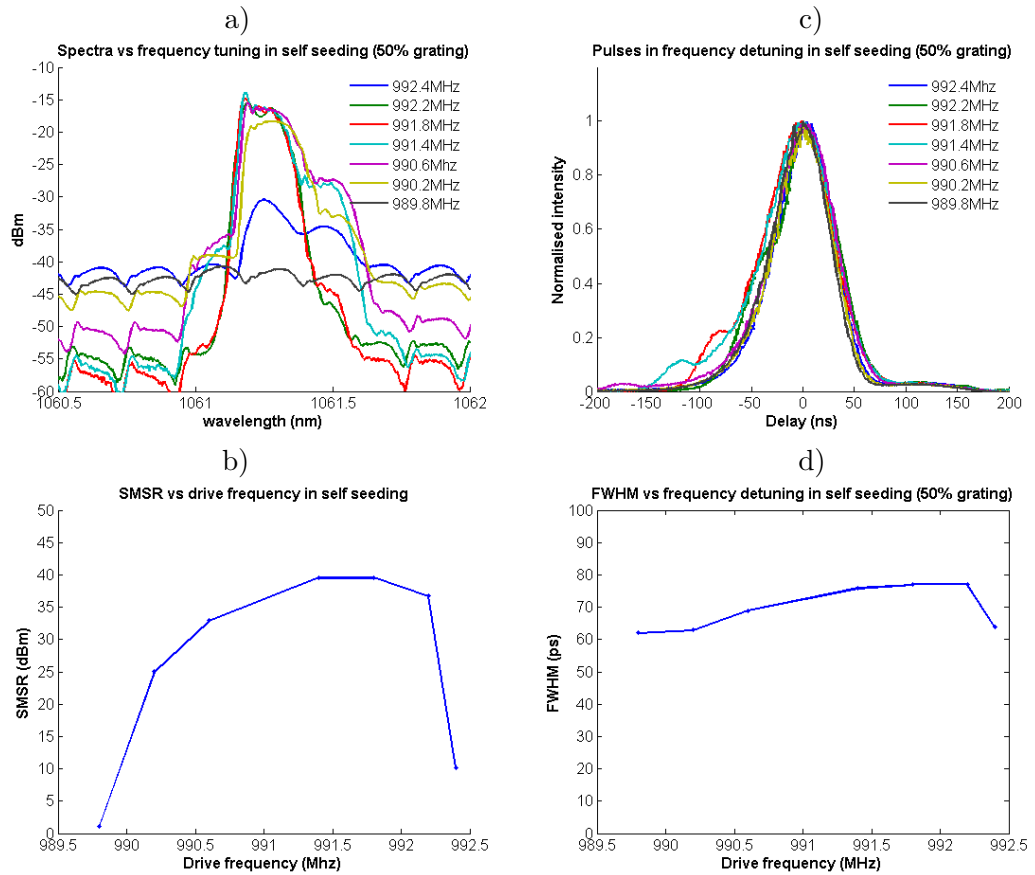 a)
Spectra vs frequency tuning in self seeding (50% grating)
dBm
-10
-15
-20
-25
-30
-35
-40
-45
-50
-55
-60
992.4Mhz
992.2MHz
991.8MHz
991.4MHz
990.6Mhz
990.2MHz
989.8MHz
1060.5
1061
1061.5
1062
wavelength (nm)
c)
Pulses in frequency detuning in self seeding (50% grating)
Normalised intensity
1
0.8
0.6
0.4
0.2
0
992.4MHz
992.2MHz
991.8MHz
991.4MHz
990.6MHz
990.2MHz
989.8MHz
-200
-150
-100
-50
0
50
100
150
200
Delay (ns)
b)
SMSR vs drive frequency in self seeding
SMSR (dBm)
50
45
40
35
30
25
20
15
10
5
0
989.5
990
990.5
991
991.5
992
992.5
Drive frequency (Mhz)
d)
FWHM vs frequency detuning in self seeding (50% grating)
FWHM (ps)
100
90
80
70
60
50
40
30
20
10
0
989.5
990
990.5
991
991.5
992
992.5
Drive frequency (MHz)